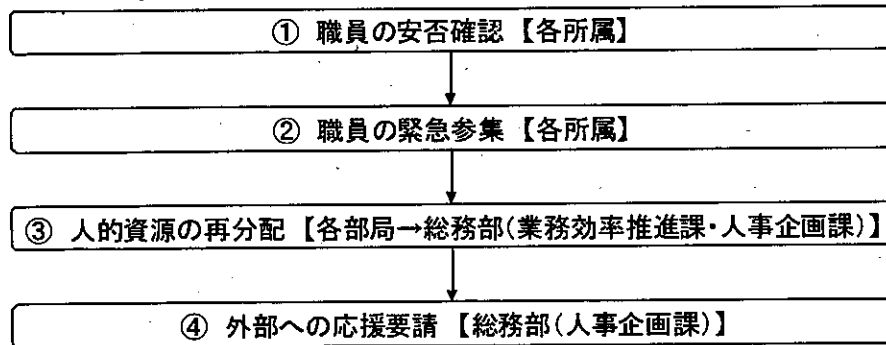 ① 職員の安否確認【各所属】
② 職員の緊急参集【各所属】
③ 人的資源の再分配【各部局→総務部(業務効率推進課・人事企画課)】
④ 外部への応援要請【総務部(人事企画課)】